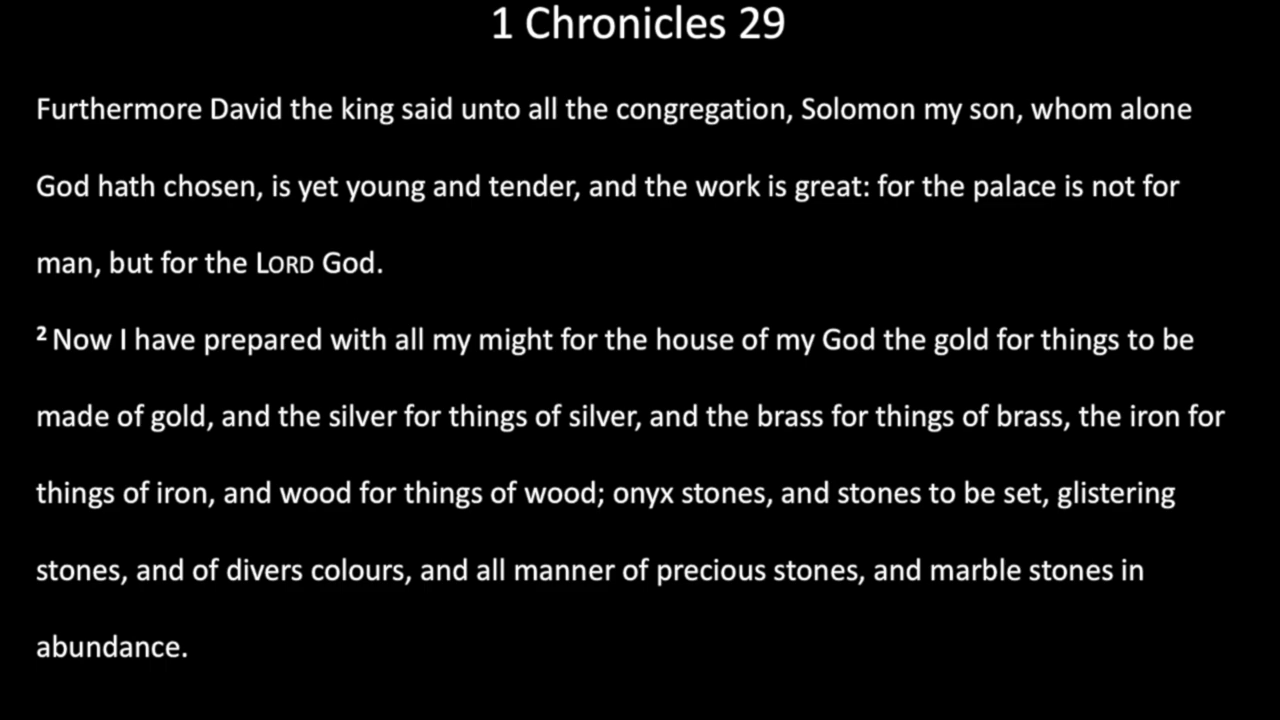 1 Chronicles 29
Furthermore David the king said unto all the congregation, Solomon my son, whom alone
God hath chosen, is yet young and tender, and the work is great: for the palace is not for
man, but for the LORD God.
² Now I have prepared with all my might for the house of my God the gold for things to be
made of gold, and the silver for things of silver, and the brass for things of brass, the iron for
things of iron, and wood for things of wood; onyx stones, and stones to be set, glistering
stones, and of divers colours, and all manner of precious stones, and marble stones in
abundance.